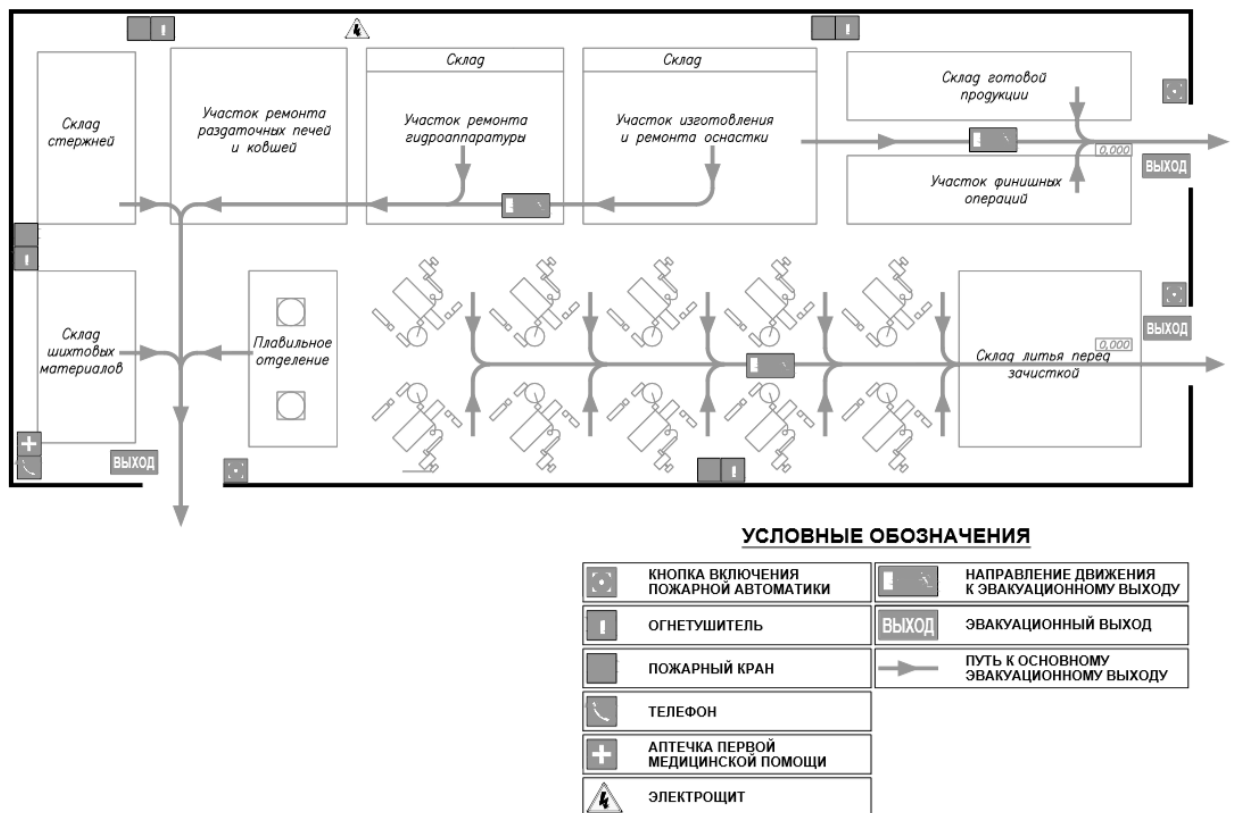 Склад
стержней
Участок ремонта
раздаточных печей
и ковшей
Склад
Участок ремонта
гидроаппаратуры
Склад
Участок изготовления
и ремонта оснастки
Склад готовой
продукции
0,000
ВЫХОД
Участок финишных
операций
Склад
шихтовых
материалов
Плавильное
отделение
ВЫХОД
0,000
Склад литья перед
зачисткой
ВЫХОД
УСЛОВНЫЕ ОБОЗНАЧЕНИЯ
КНОПКА ВКЛЮЧЕНИЯ
ПОЖАРНОЙ АВТОМАТИКИ
ОГНЕТУШИТЕЛЬ
ПОЖАРНЫЙ КРАН
ТЕЛЕФОН
АПТЕЧКА ПЕРВОЙ
МЕДИЦИНСКОЙ ПОМОЩИ
ЭЛЕКТРОЩИТ
НАПРАВЛЕНИЕ ДВИЖЕНИЯ
К ЭВАКУАЦИОННОМУ ВЫХОДУ
ВЫХОД
ЭВАКУАЦИОННЫЙ ВЫХОД
ПУТЬ К ОСНОВНОМУ
ЭВАКУАЦИОННОМУ ВЫХОДУ